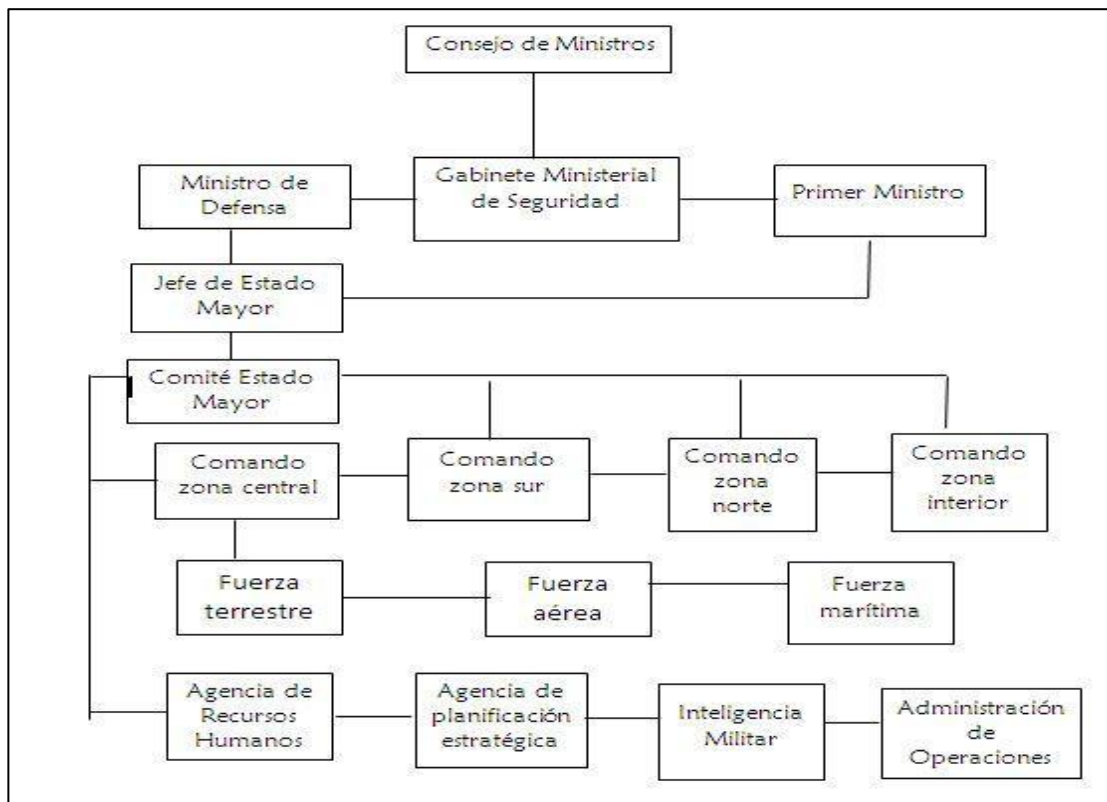 Consejo de Ministros
Ministro de
Defensa
Gabinete Ministerial
de Seguridad
Primer Ministro
Jefe de Estado
Mayor
Comité Estado
Mayor
Comando
zona central
Comando
zona sur
Comando
zona
norte
Comando
zona
interior
Fuerza
terrestre
Fuerza
aérea
Fuerza
marítima
Agencia de
Recursos
Humanos
Agencia de
planificación
estratégica
Inteligencia
Militar
Administración
de
Operaciones